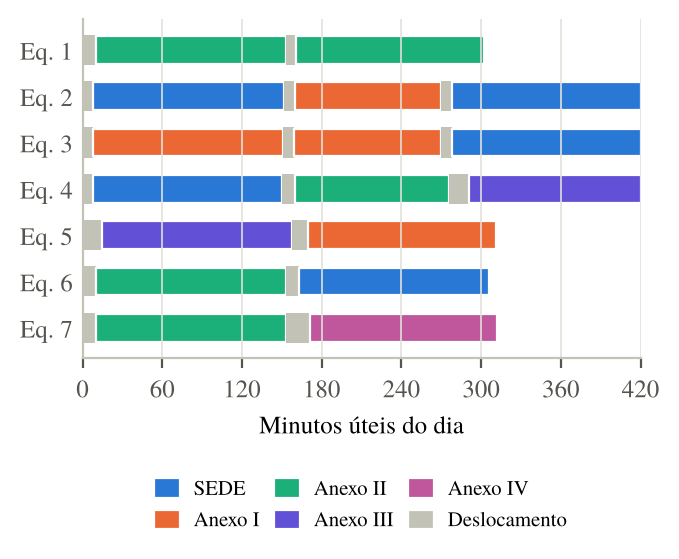 Eq. 1
Eq. 2
Eq. 3
Eq. 4
Eq. 5
Eq. 6
Eq. 7
0 60 120 180 240 300 360 420
Minutos úteis do dia
SEDE Anexo II Anexo IV
Anexo I Anexo III Deslocamento